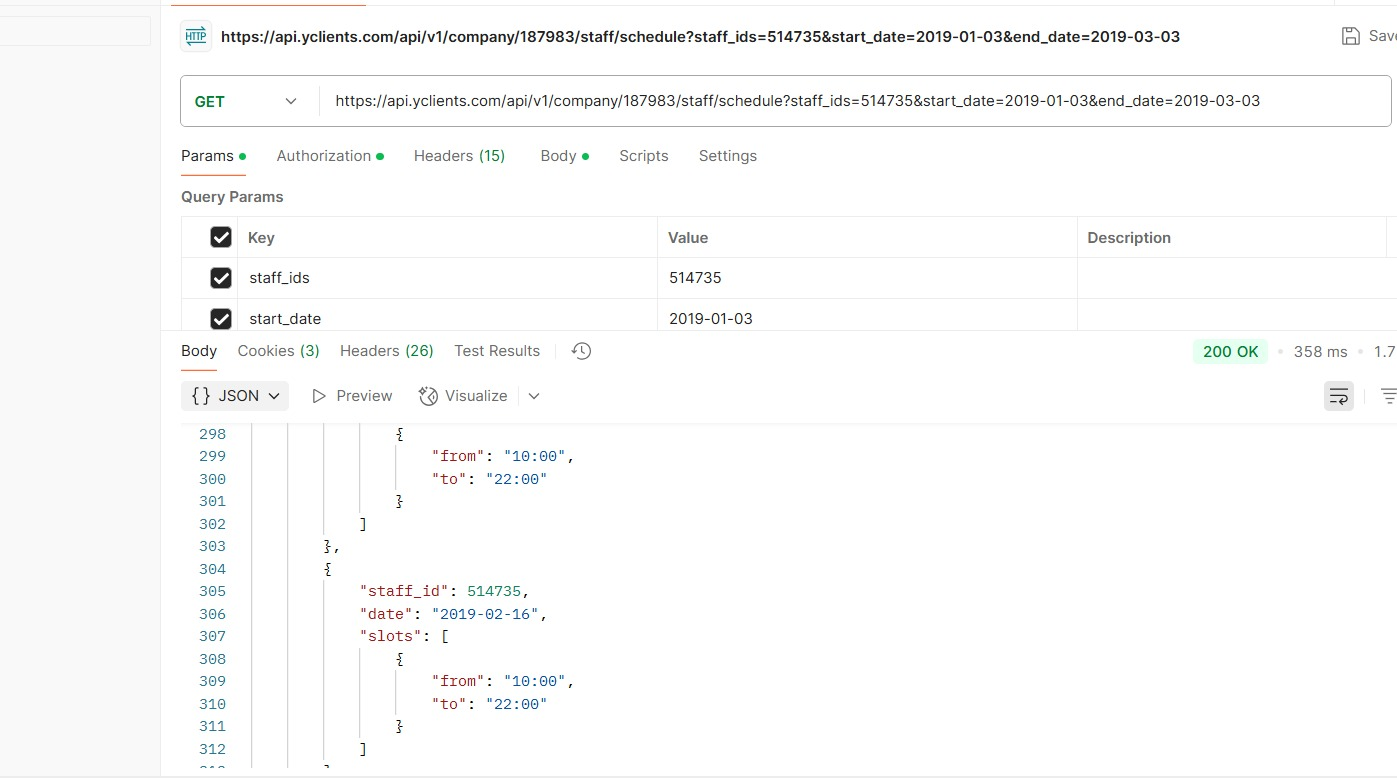 HTTP https://api.yclients.com/api/v1/company/187983/staff/schedule?staff_ids=514735&start_date=2019-01-03&end_date=2019-03-03 Save
GET https://api.yclients.com/api/v1/company/187983/staff/schedule?staff_ids=514735&start_date=2019-01-03&end_date=2019-03-03
Params Authorization Headers (15) Body Scripts Settings
Query Params
Key Value Description
staff_ids 514735
start_date 2019-01-03
Body Cookies (3) Headers (26) Test Results 200 OK 358 ms 1.7
{} JSON Preview Visualize
298 {
299 "from": "10:00",
300 "to": "22:00"
301 }
302 ]
303 },
304 {
305 "staff_id": 514735,
306 "date": "2019-02-16",
307 "slots": [
308 {
309 "from": "10:00",
310 "to": "22:00"
311 }
312 ]